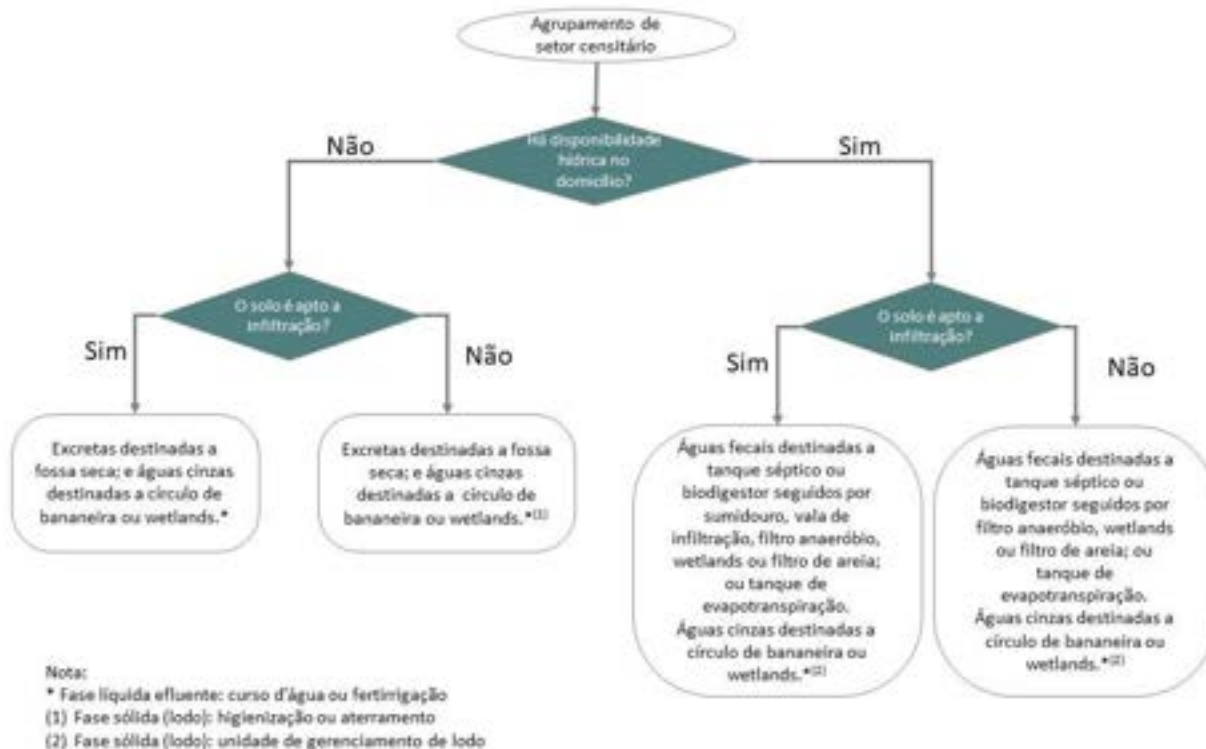 Agrupamento de
setor censitário
Não
Há disponibilidade
hídrica no
domicílio?
Sim
O solo é apto a
infiltração?
Sim
Não
O solo é apto a
infiltração?
Sim
Não
Excretas destinadas a
fossa seca; e águas cinzas
destinadas a círculo de
bananeira ou wetlands.*
Excretas destinadas a fossa
seca; e águas cinzas
destinadas a círculo de
bananeira ou wetlands.*(1)
Águas fecais destinadas a
tanque séptico ou
biodigestor seguidos por
sumidouro, vala de
infiltração, filtro anaeróbio,
wetlands ou filtro de areia;
ou tanque de
evapotranspiração.
Águas cinzas destinadas a
círculo de bananeira ou
wetlands.*(2)
Águas fecais destinadas a
tanque séptico ou
biodigestor seguidos por
filtro anaeróbio, wetlands
ou filtro de areia; ou
tanque de
evapotranspiração.
Águas cinzas destinadas a
círculo de bananeira ou
wetlands.*(2)
Nota:
* Fase líquida efluente: curso d'água ou fertirrigação
(1) Fase sólida (lodo): higienização ou aterramento
(2) Fase sólida (lodo): unidade de gerenciamento de lodo